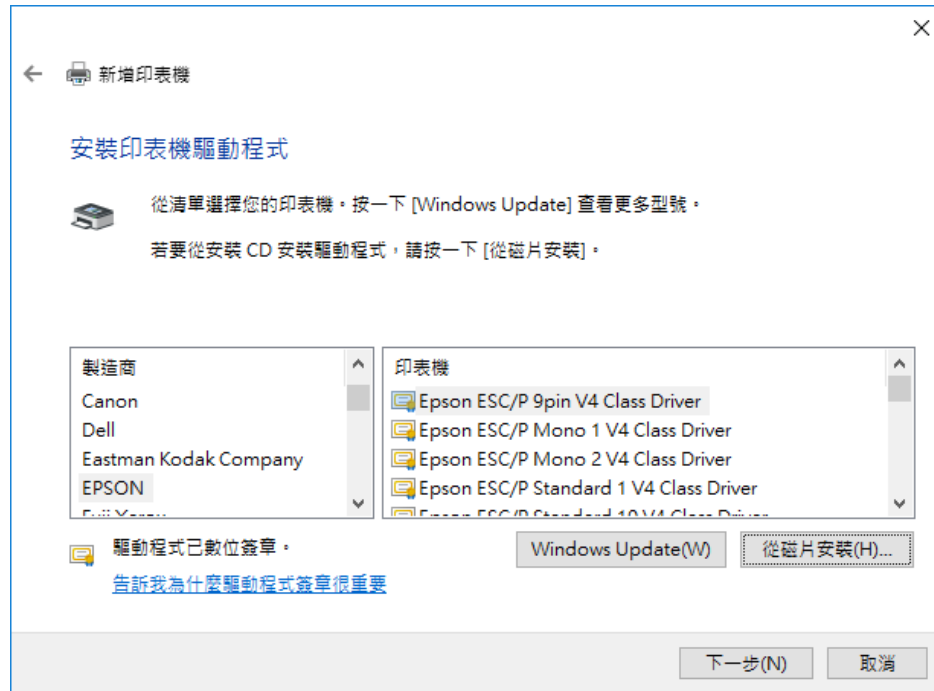 新增印表機
安裝印表機驅動程式
從清單選擇您的印表機。按一下 [Windows Update] 查看更多型號。
若要從安裝 CD 安裝驅動程式，請按一下 [從磁片安裝]。
製造商
Canon
Dell
Eastman Kodak Company
EPSON
印表機
Epson ESC/P 9pin V4 Class Driver
Epson ESC/P Mono 1 V4 Class Driver
Epson ESC/P Mono 2 V4 Class Driver
Epson ESC/P Standard 1 V4 Class Driver
驅動程式已數位簽章。
告訴我為什麼驅動程式簽章很重要
Windows Update(W)
從磁片安裝(H)...
下一步(N)
取消